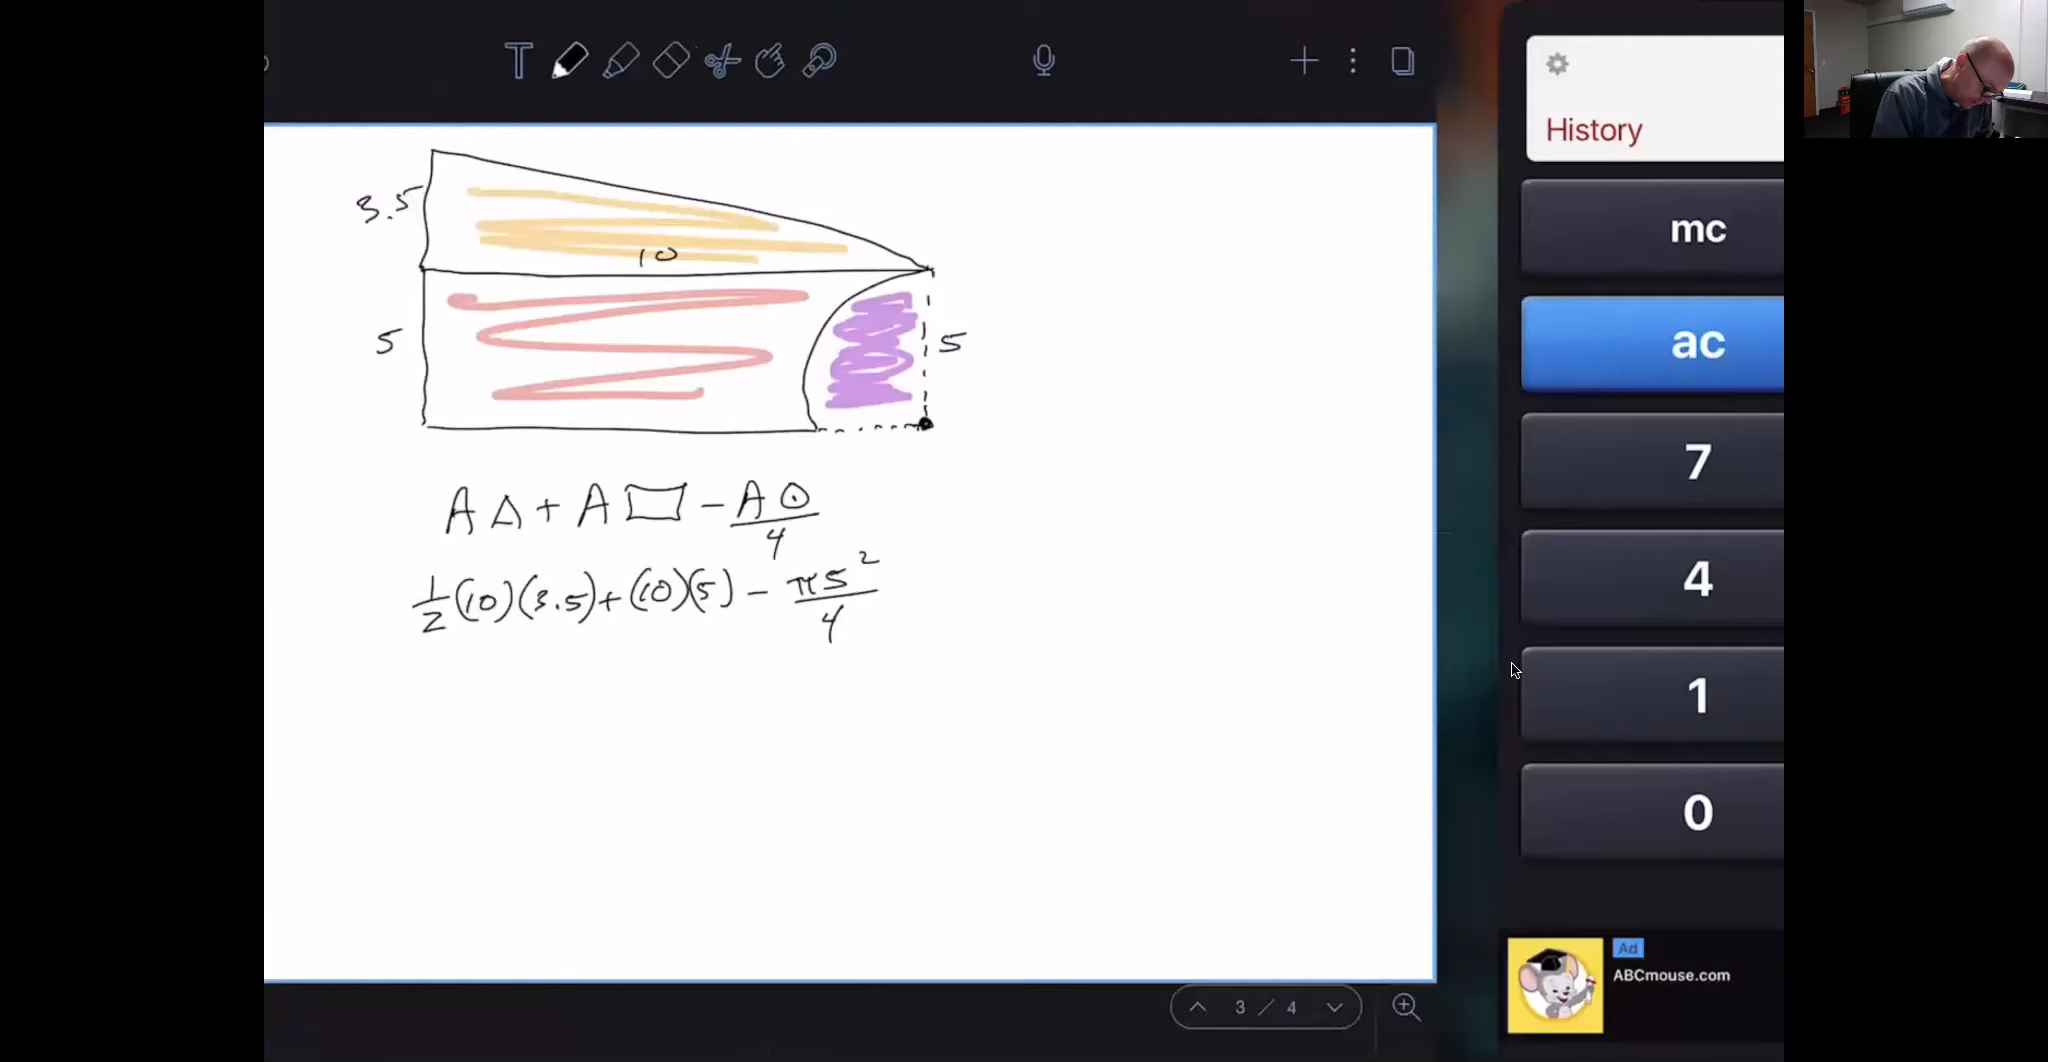 T
History
mc
ac
7
4
1
0
3.5
10
5
5
A △ + A ▭ - A ⊙ / 4
1/2 (10)(3.5) + (10)(5) - π5² / 4
3 / 4
Ad
ABCmouse.com